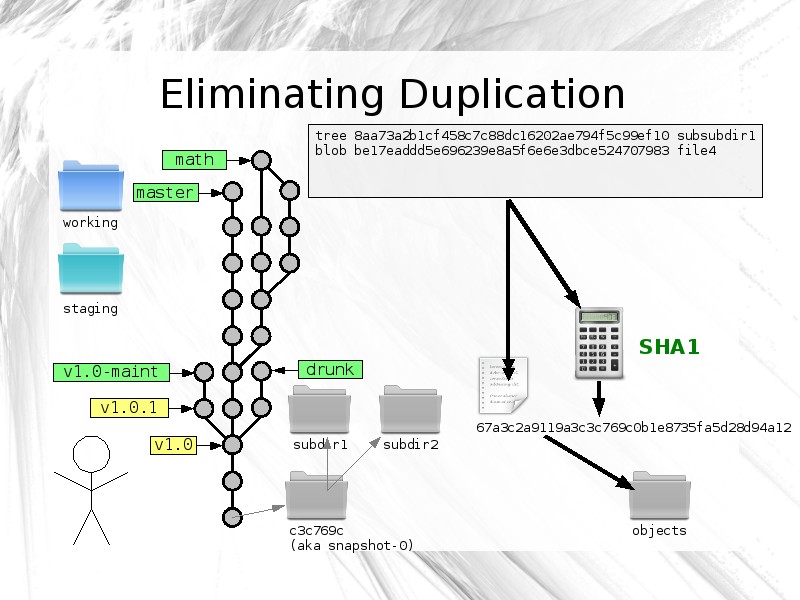 Eliminating Duplication
tree 8aa73a2b1cf458c7c88dc16202ae794f5c99ef10 subsubdir1
blob be17eaddd5e696239e8a5f6e6e3dbce524707983 file4
math
master
working
staging
SHA1
v1.0-maint
drunk
v1.0.1
67a3c2a9119a3c3c769c0b1e8735fa5d28d94a12
v1.0
subdir1
subdir2
c3c769c
(aka snapshot-0)
objects